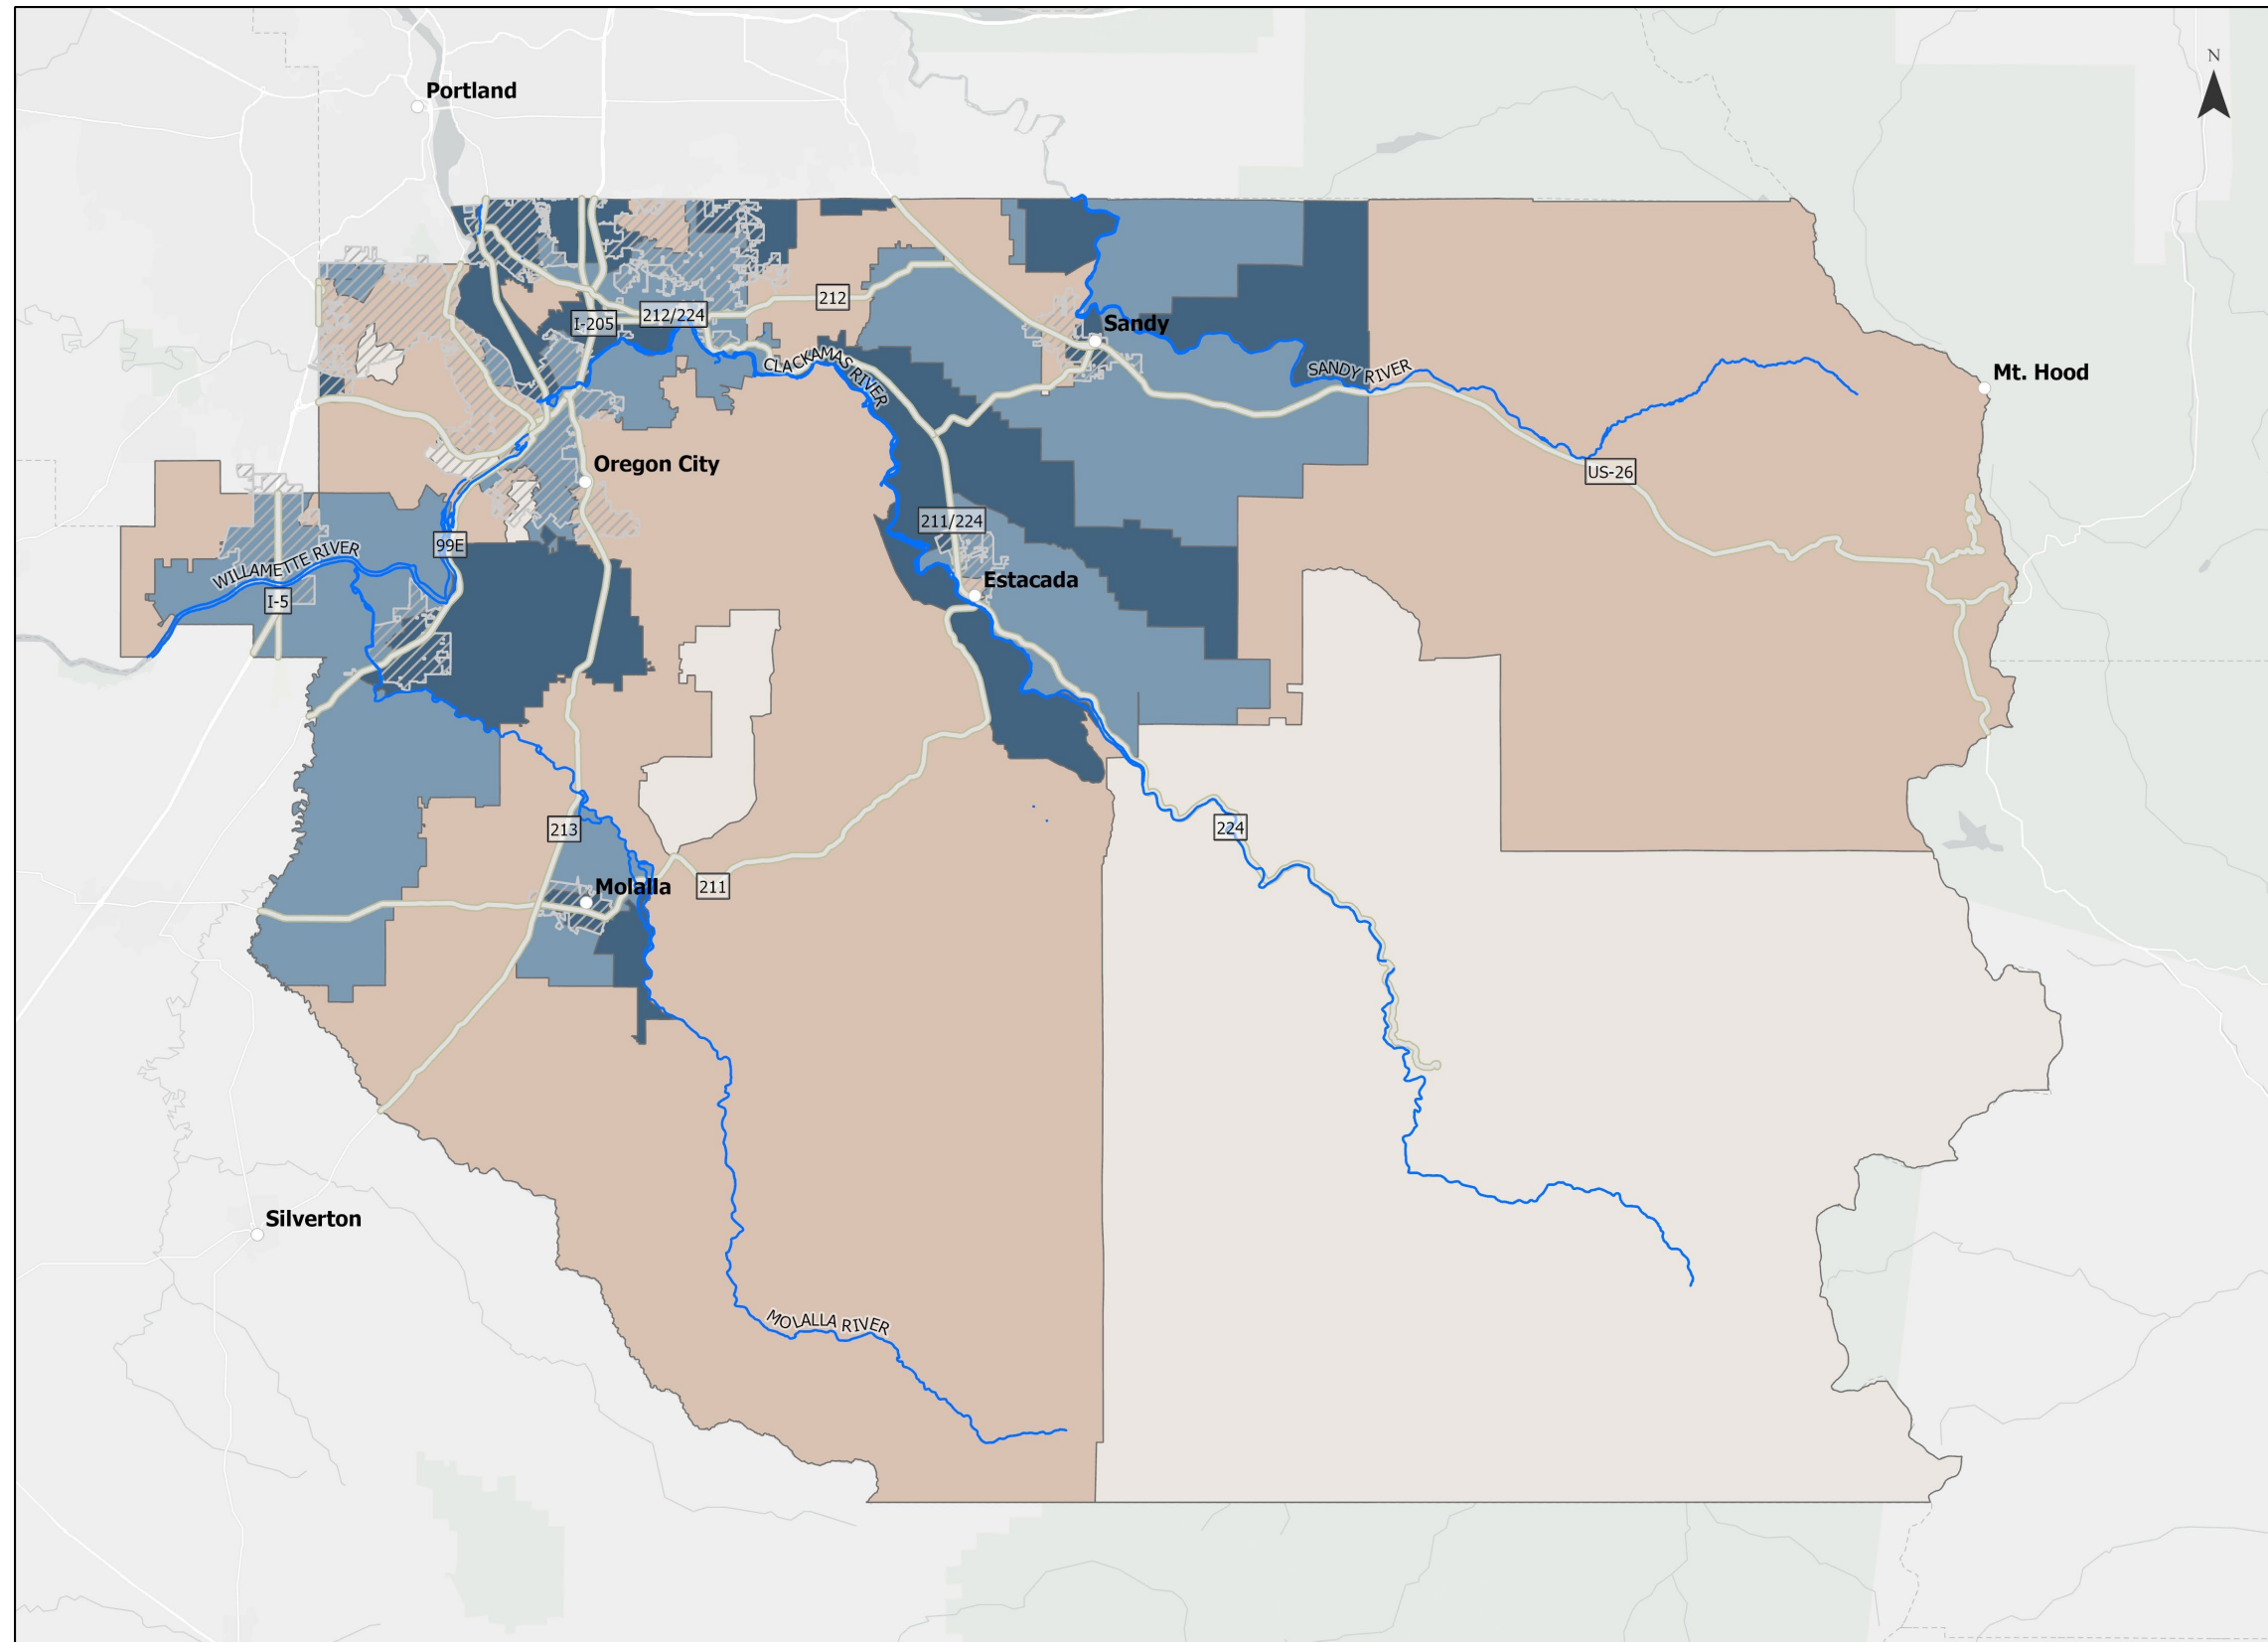 N
Portland
212
212/224
I-205
Sandy
CLACKAMAS RIVER
SANDY RIVER
Mt. Hood
Oregon City
US-26
211/224
99E
WILLAMETTE RIVER
Estacada
I-5
213
224
Molalla
211
Silverton
MOLALLA RIVER